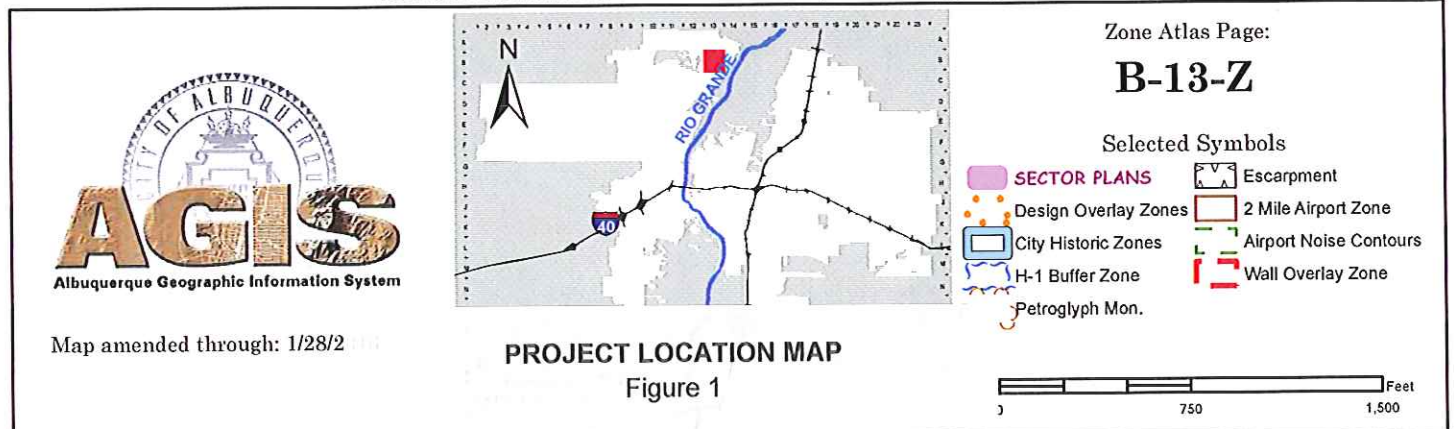 CITY OF ALBUQUERQU
AGIS
Albuquerque Geographic Information System
Map amended through: 1/28/2
N
RIO GRANDE
40
PROJECT LOCATION MAP
Figure 1
Zone Atlas Page:
B-13-Z
Selected Symbols
SECTOR PLANS
Design Overlay Zones
City Historic Zones
H-1 Buffer Zone
Petroglyph Mon.
Escarpment
2 Mile Airport Zone
Airport Noise Contours
Wall Overlay Zone
Feet
750
1,500